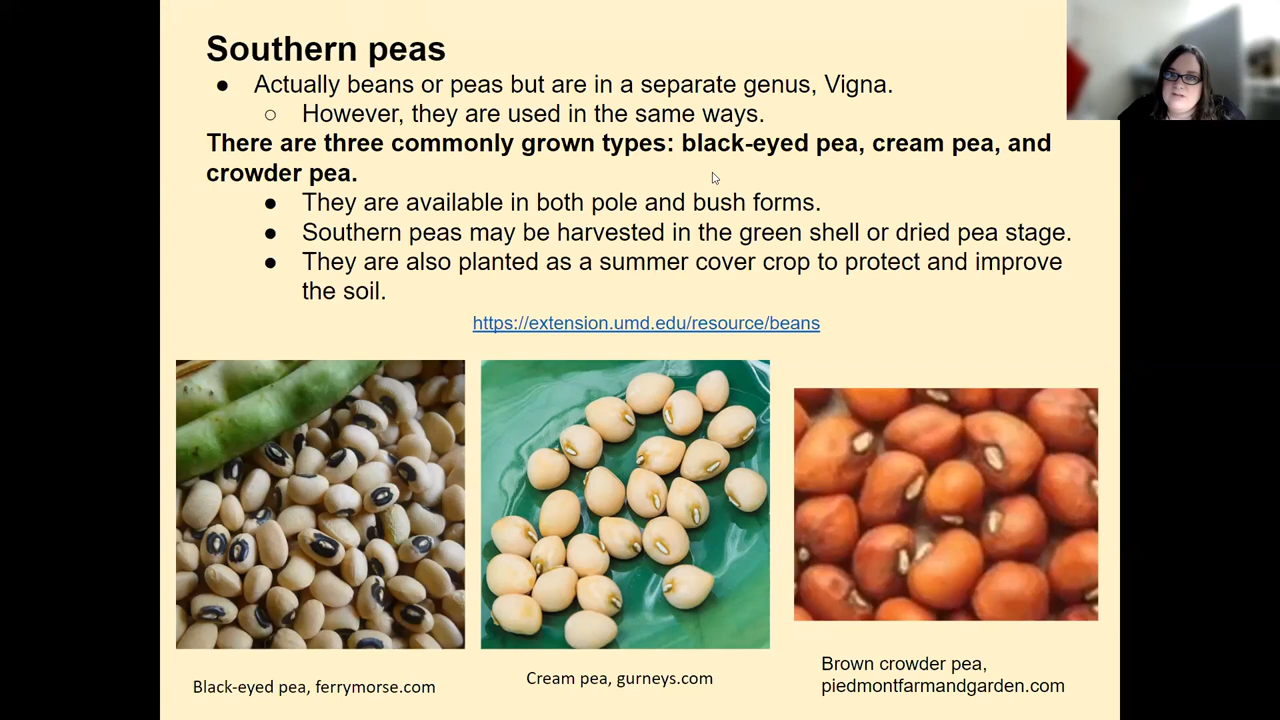 Southern peas
● Actually beans or peas but are in a separate genus, Vigna.
○ However, they are used in the same ways.
There are three commonly grown types: black-eyed pea, cream pea, and
crowder pea.
● They are available in both pole and bush forms.
● Southern peas may be harvested in the green shell or dried pea stage.
● They are also planted as a summer cover crop to protect and improve
the soil.
https://extension.umd.edu/resource/beans
Black-eyed pea, ferrymorse.com
Cream pea, gurneys.com
Brown crowder pea,
piedmontfarmandgarden.com